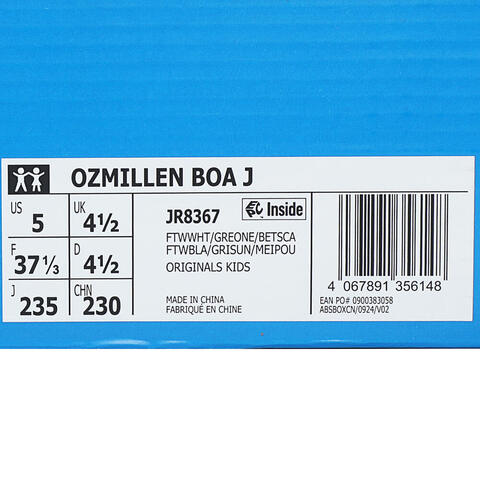 OZMILLEN BOA J
US 5 UK 4½
F 37⅓ D 4½
J 235 CHN 230
JR8367 Inside
FTWWHT/GREONE/BETSCA
FTWBLA/GRISUN/MEIPOU
ORIGINALS KIDS
MADE IN CHINA
FABRIQUÉ EN CHINE
4 067891 356148
EAN PO# 0900383058
ABSBOXCN/0924/V02